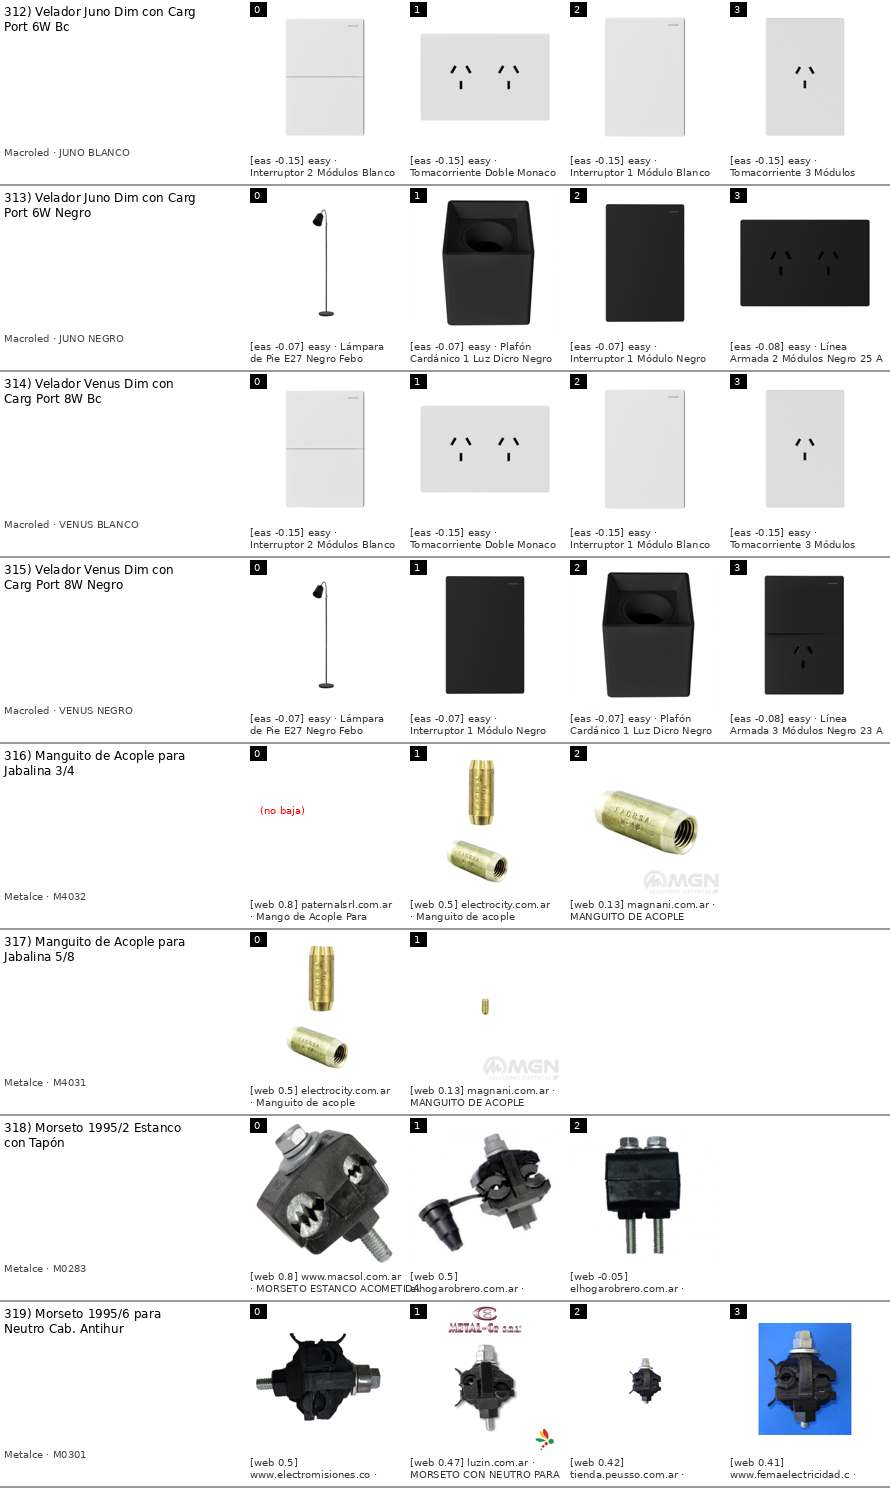 312) Velador Juno Dim con Carg
Port 6W Bc
Macroled · JUNO BLANCO
0
[eas -0.15] easy ·
Interruptor 2 Módulos Blanco
1
[eas -0.15] easy ·
Tomacorriente Doble Monaco
2
[eas -0.15] easy ·
Interruptor 1 Módulo Blanco
3
[eas -0.15] easy ·
Tomacorriente 3 Módulos
313) Velador Juno Dim con Carg
Port 6W Negro
Macroled · JUNO NEGRO
0
[eas -0.07] easy · Lámpara
de Pie E27 Negro Febo
1
[eas -0.07] easy · Plafón
Cardánico 1 Luz Dicro Negro
2
[eas -0.07] easy ·
Interruptor 1 Módulo Negro
3
[eas -0.08] easy · Línea
Armada 2 Módulos Negro 25 A
314) Velador Venus Dim con
Carg Port 8W Bc
Macroled · VENUS BLANCO
0
[eas -0.15] easy ·
Interruptor 2 Módulos Blanco
1
[eas -0.15] easy ·
Tomacorriente Doble Monaco
2
[eas -0.15] easy ·
Interruptor 1 Módulo Blanco
3
[eas -0.15] easy ·
Tomacorriente 3 Módulos
315) Velador Venus Dim con
Carg Port 8W Negro
Macroled · VENUS NEGRO
0
[eas -0.07] easy · Lámpara
de Pie E27 Negro Febo
1
[eas -0.07] easy ·
Interruptor 1 Módulo Negro
2
[eas -0.07] easy · Plafón
Cardánico 1 Luz Dicro Negro
3
[eas -0.08] easy · Línea
Armada 3 Módulos Negro 23 A
316) Manguito de Acople para
Jabalina 3/4
Metalce · M4032
0
(no baja)
[web 0.8] paternalsrl.com.ar
· Mango de Acople Para
1
[web 0.5] electrocity.com.ar
· Manguito de acople
2
FACBSA
MGN
[web 0.13] magnani.com.ar ·
MANGUITO DE ACOPLE
317) Manguito de Acople para
Jabalina 5/8
Metalce · M4031
0
[web 0.5] electrocity.com.ar
· Manguito de acople
1
MGN
[web 0.13] magnani.com.ar ·
MANGUITO DE ACOPLE
318) Morseto 1995/2 Estanco
con Tapón
Metalce · M0283
0
[web 0.8] www.macsol.com.ar
· MORSETO ESTANCO ACOMETIDA
1
[web 0.5]
elhogarobrero.com.ar ·
2
[web -0.05]
elhogarobrero.com.ar ·
319) Morseto 1995/6 para
Neutro Cab. Antihur
Metalce · M0301
0
[web 0.5]
www.electromisiones.co ·
1
METAL-Ce S.R.L.
[web 0.47] luzin.com.ar ·
MORSETO CON NEUTRO PARA
2
[web 0.42]
tienda.peusso.com.ar ·
3
[web 0.41]
www.femaelectricidad.c ·